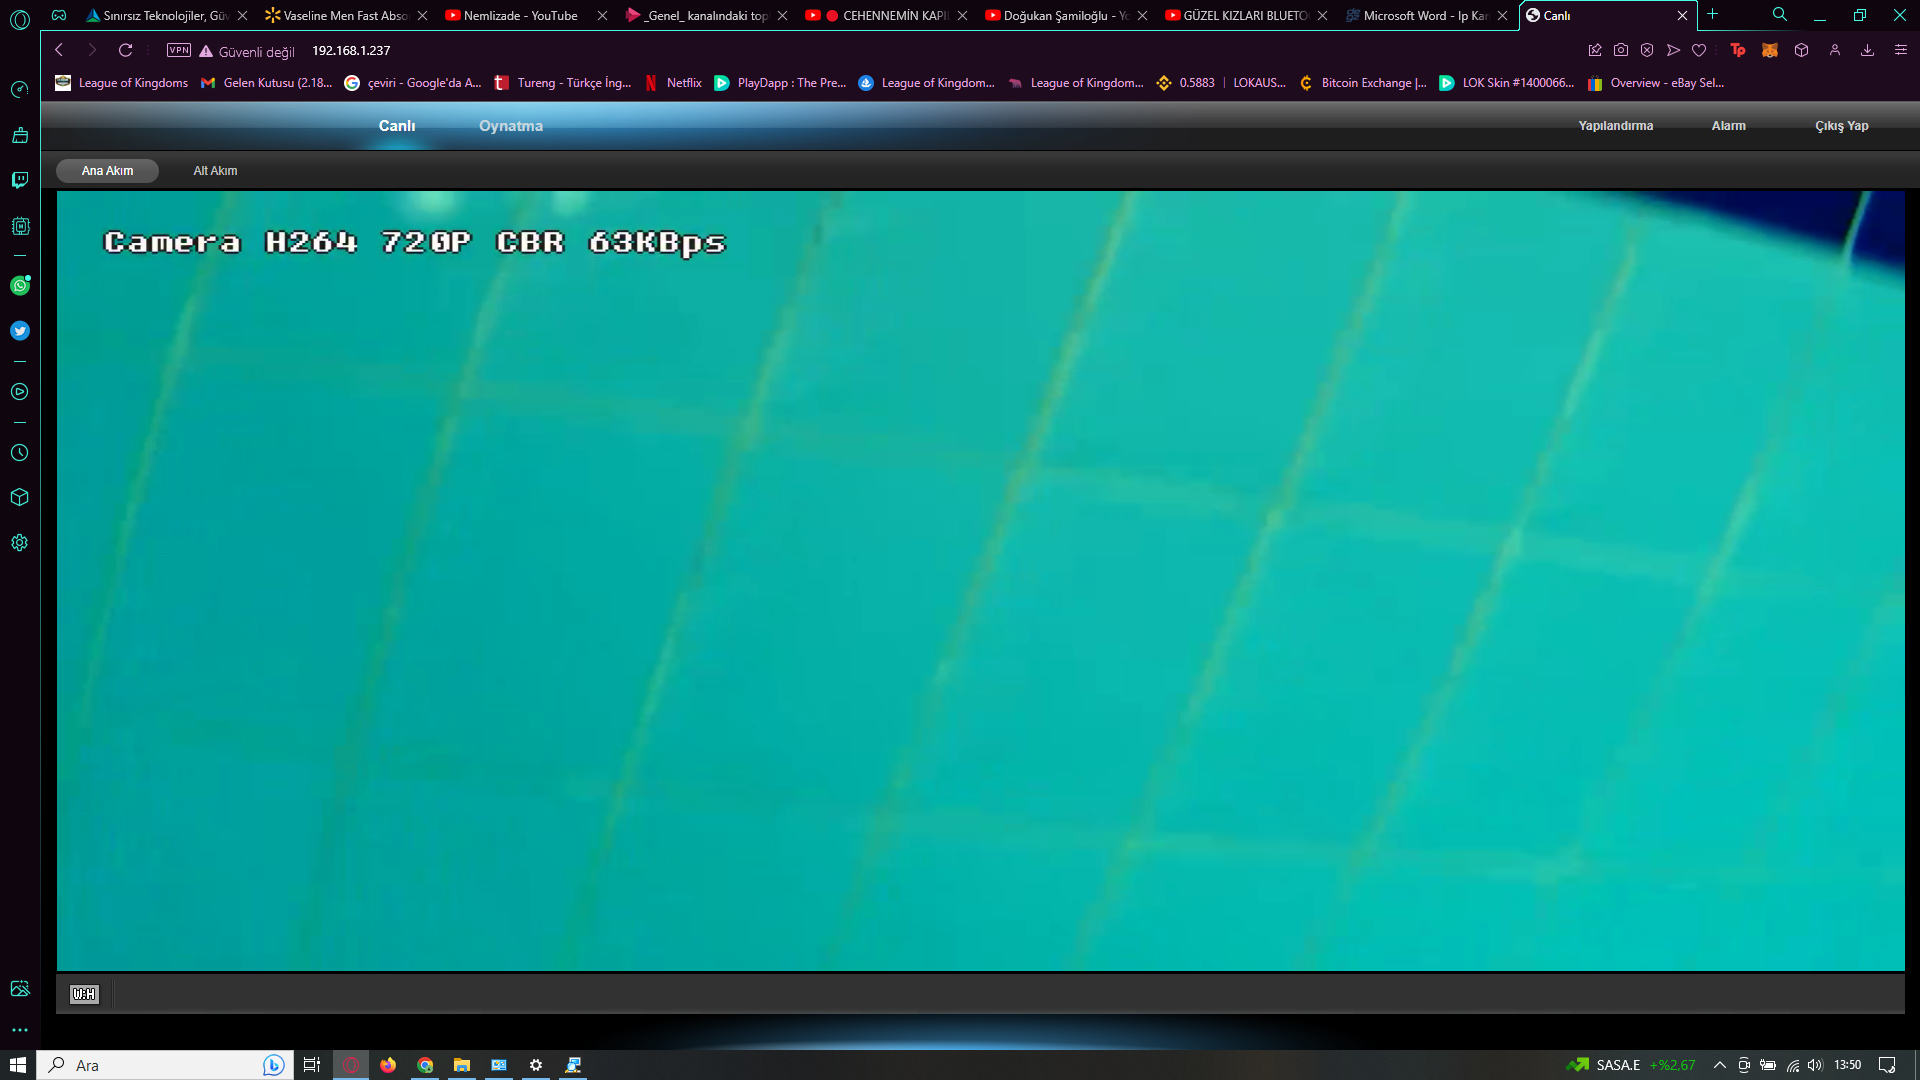 Sınırsız Teknolojiler, Güv
Vaseline Men Fast Abso
Nemlizade - YouTube
_Genel_ kanalındaki top
CEHENNEMİN KAPI
Doğukan Şamiloğlu - Yo
GÜZEL KIZLARI BLUETO
Microsoft Word - Ip Kam
Canlı
VPN
Güvenli değil
192.168.1.237
Tp
League of Kingdoms
Gelen Kutusu (2.18...
çeviri - Google'da A...
Tureng - Türkçe İng...
Netflix
PlayDapp : The Pre...
League of Kingdom...
League of Kingdom...
0.5883 | LOKAUS...
Bitcoin Exchange |...
LOK Skin #1400066...
Overview - eBay Sel...
Canlı
Oynatma
Yapılandırma
Alarm
Çıkış Yap
Ana Akım
Alt Akım
Camera H264 720P CBR 63KBps
W:H
Ara
SASA.E +%2,67
13:50